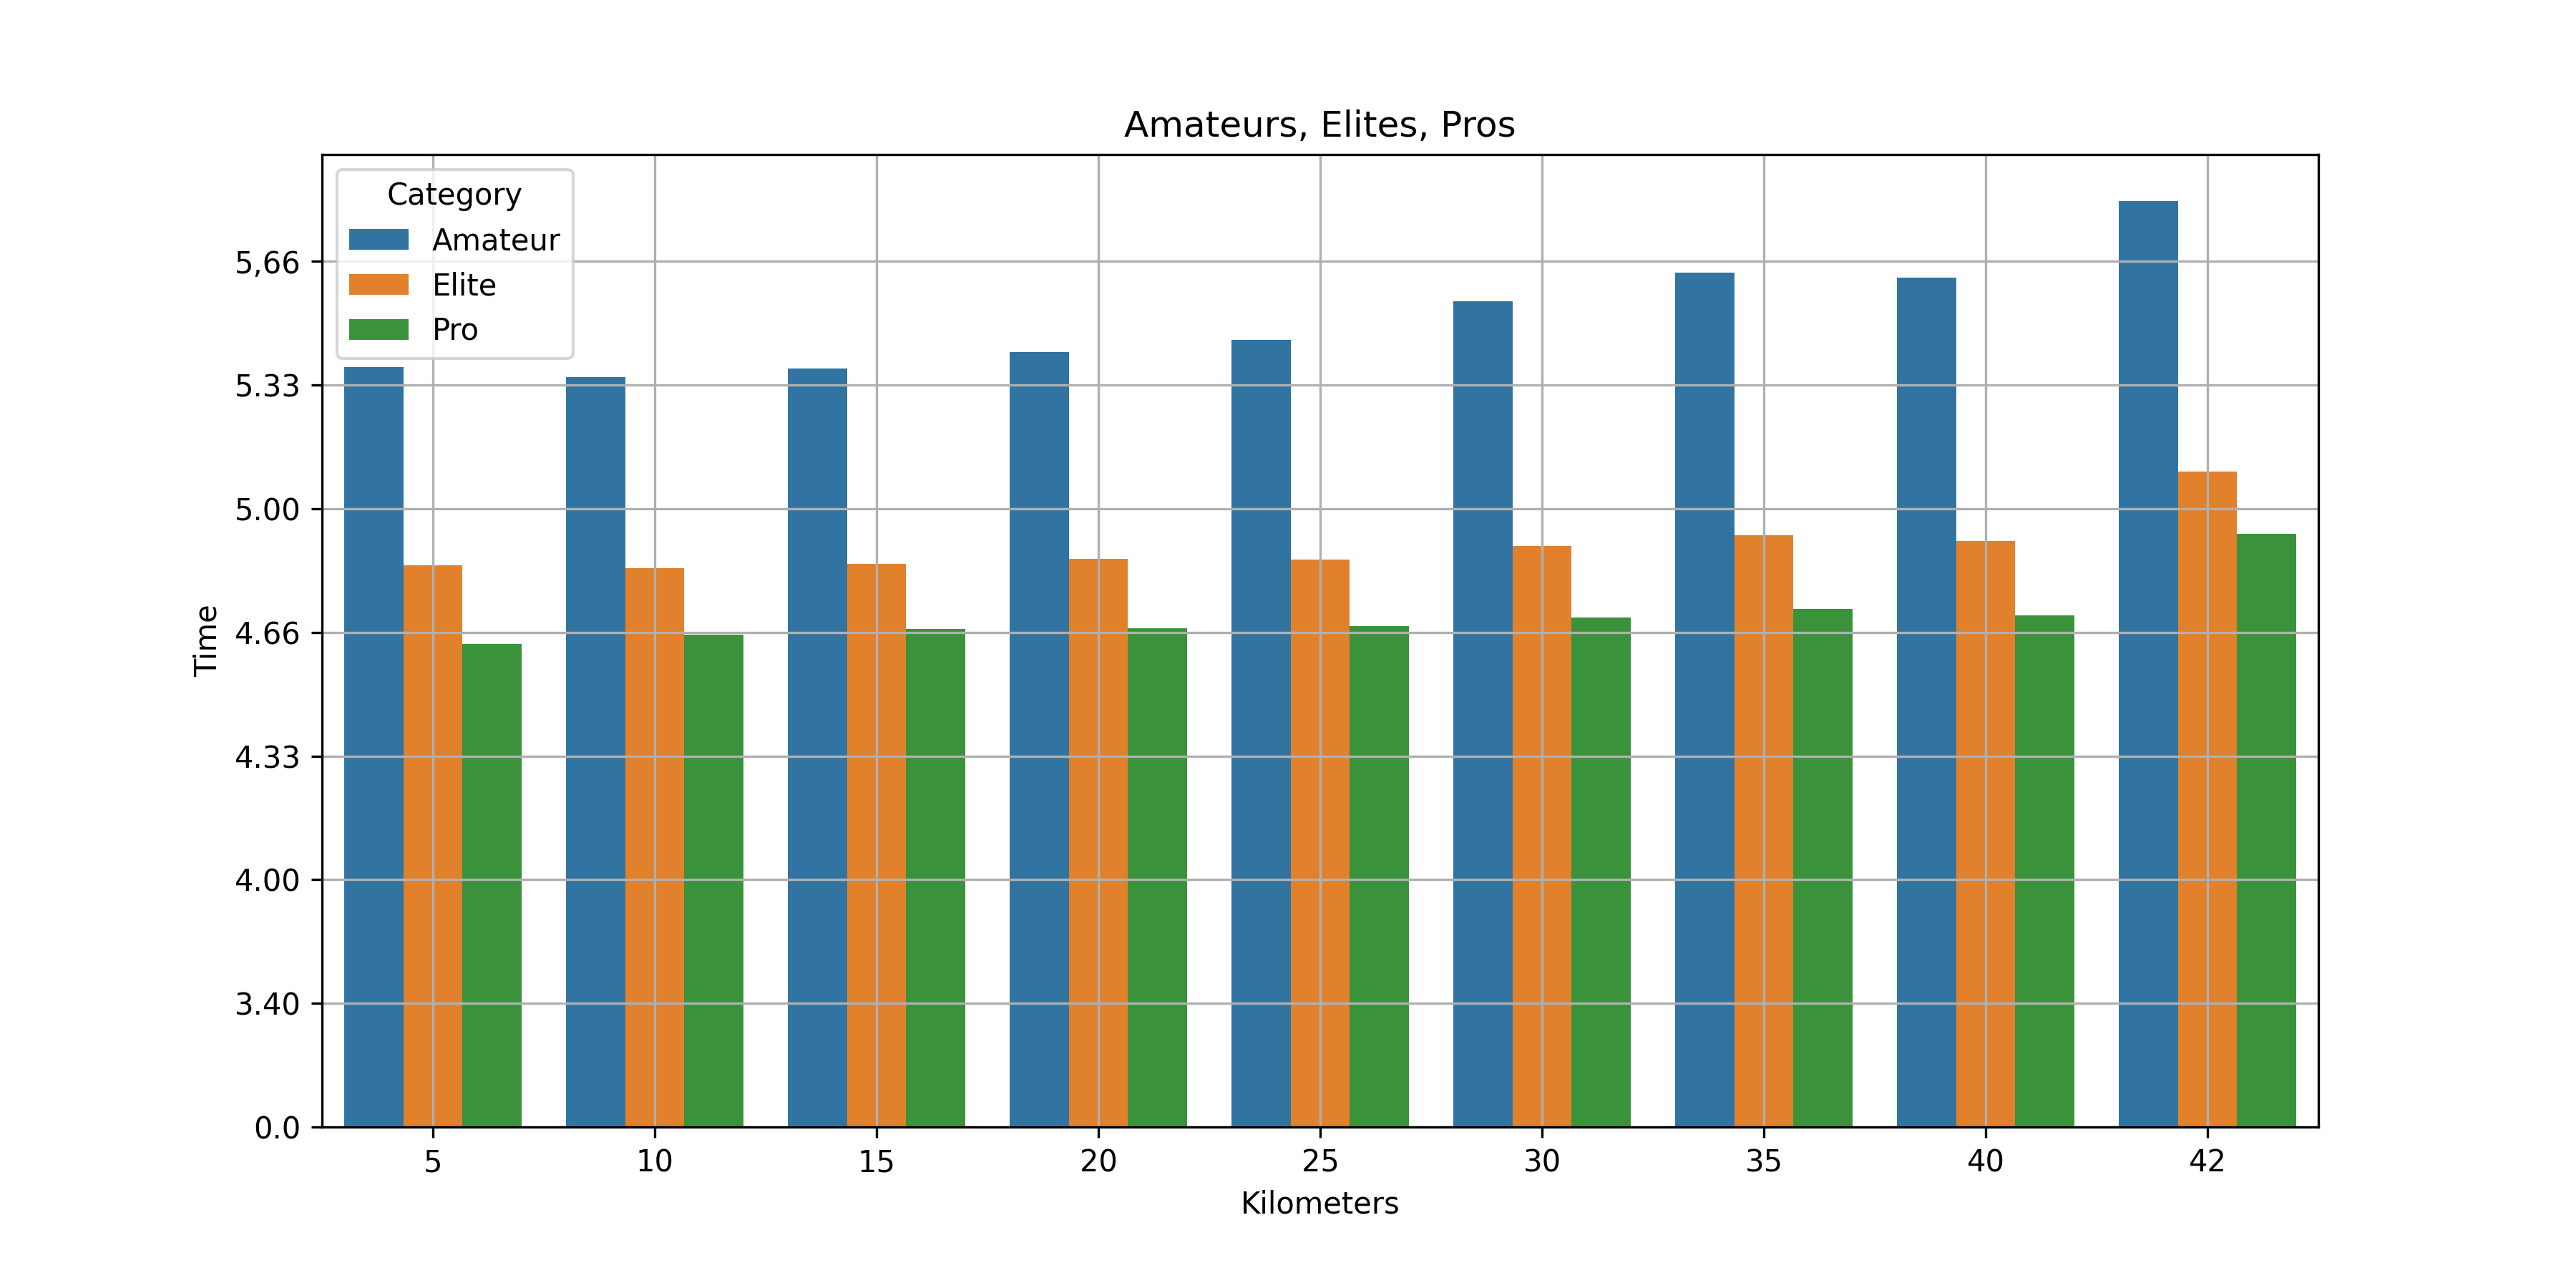 Amateurs, Elites, Pros
Category
Amateur
Elite
Pro
5,66
5.33
5.00
4.66
4.33
4.00
3.40
0.0
Time
5 10 15 20 25 30 35 40 42
Kilometers